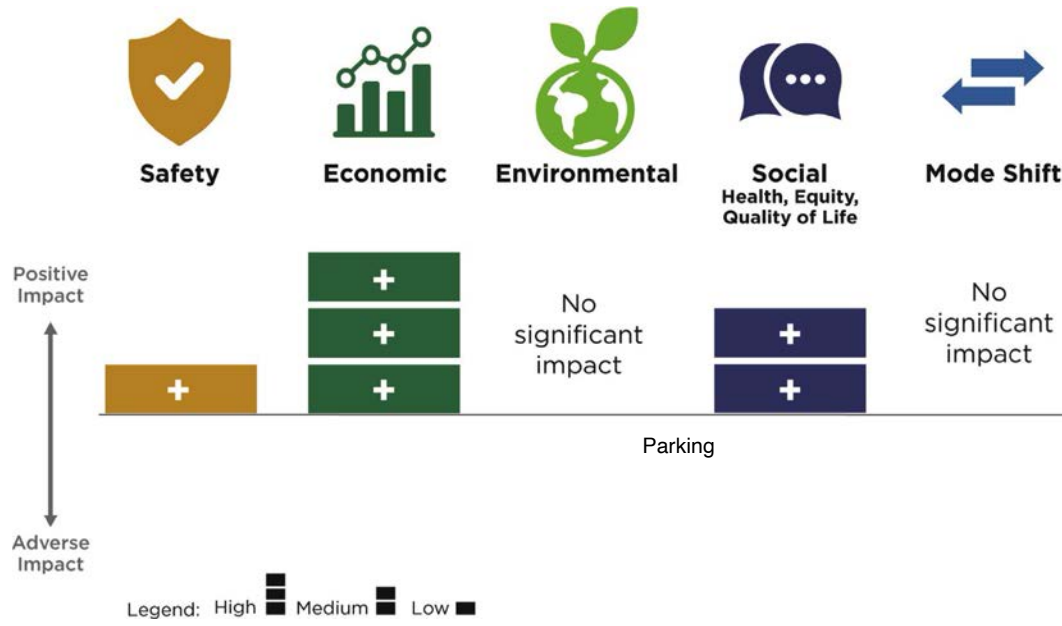 Safety
Economic
Environmental
Social
Health, Equity,
Quality of Life
Mode Shift
Positive
Impact
+
+
+
+
+
+
No
significant
impact
No
significant
impact
Parking
Adverse
Impact
Legend: High Medium Low